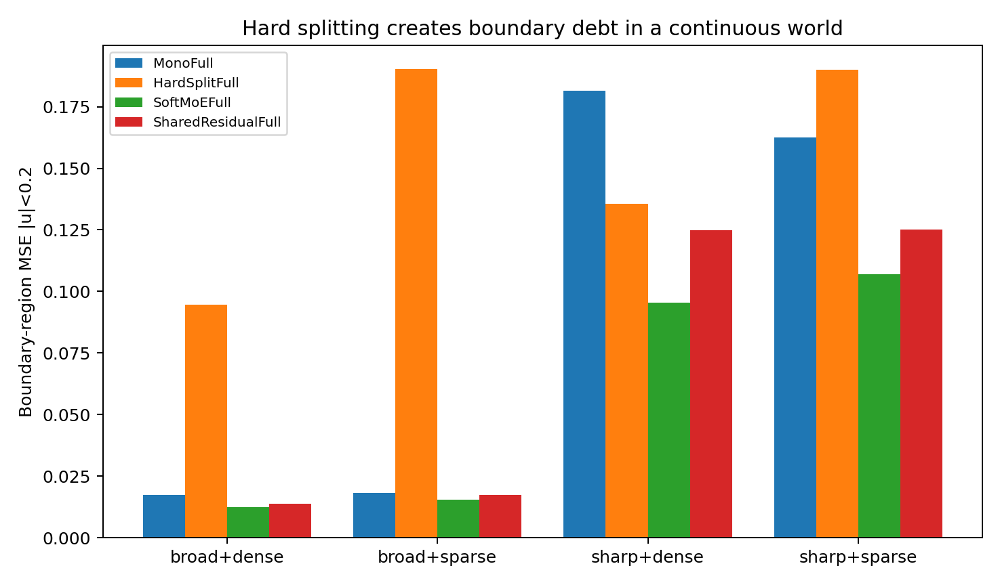 Hard splitting creates boundary debt in a continuous world
MonoFull
HardSplitFull
SoftMoEFull
SharedResidualFull
Boundary-region MSE |u|<0.2
0.175
0.150
0.125
0.100
0.075
0.050
0.025
0.000
broad+dense
broad+sparse
sharp+dense
sharp+sparse